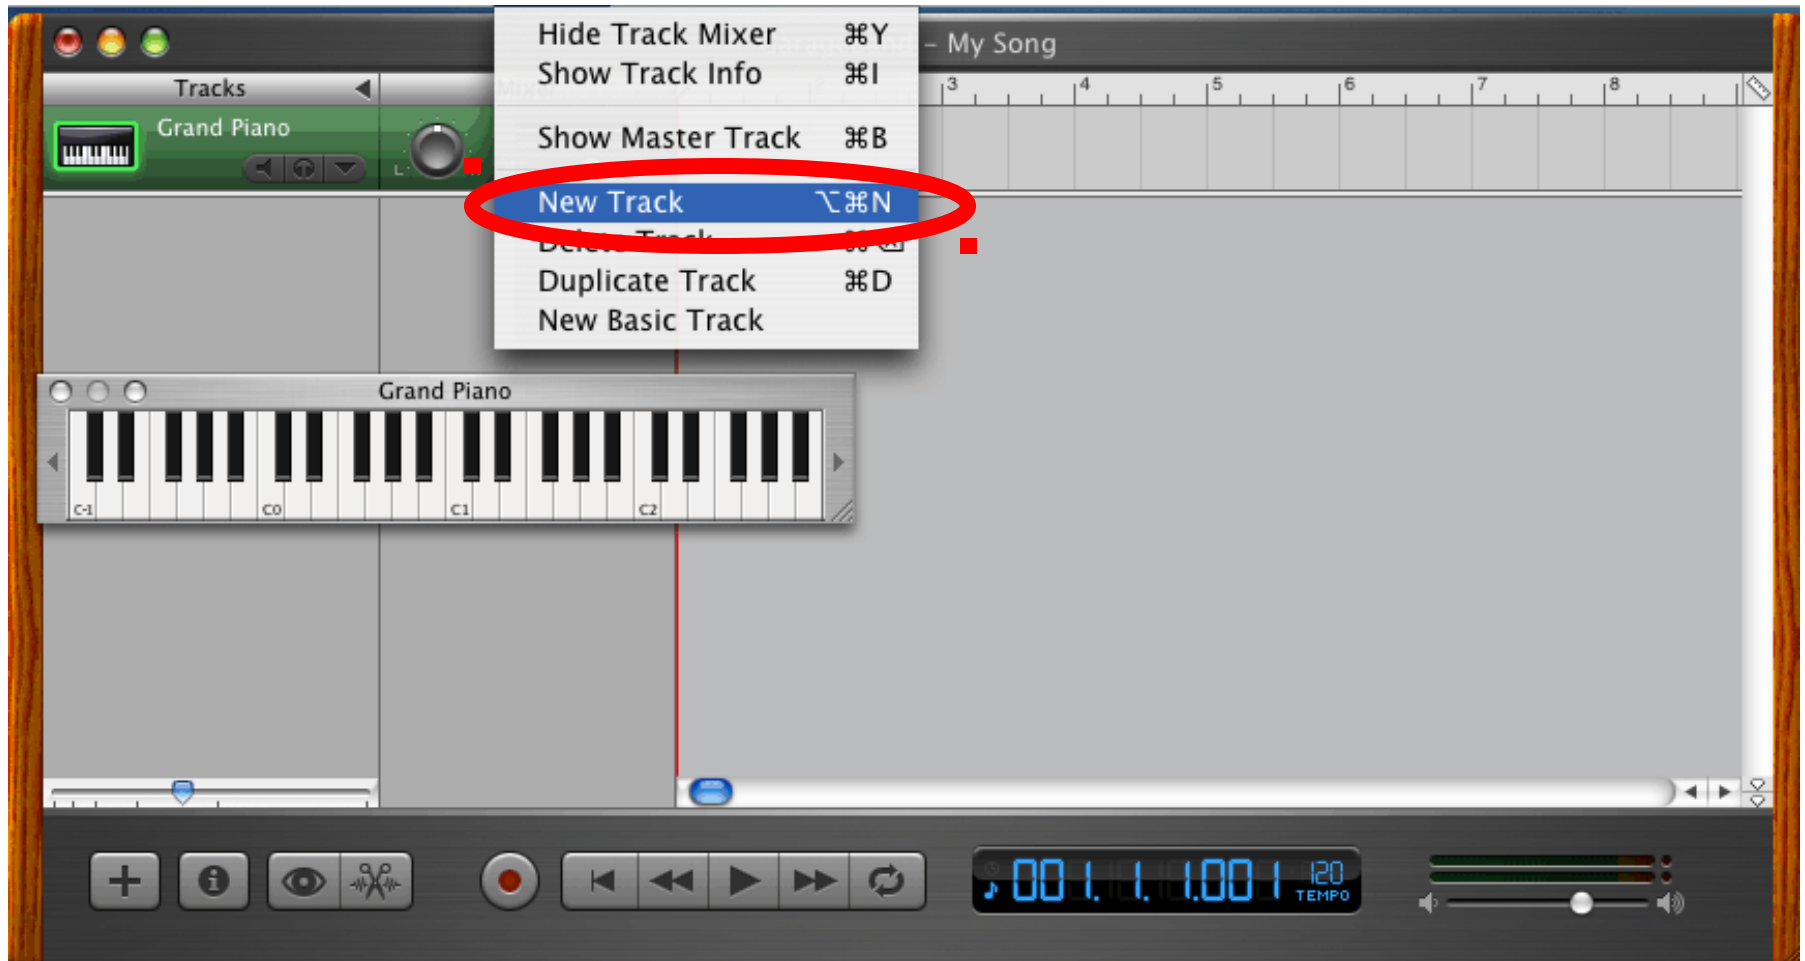 Hide Track Mixer ⌘Y
– My Song
Show Track Info ⌘I
Tracks
3 4 5 6 7 8
Grand Piano
Show Master Track ⌘B
L
New Track ⌥⌘N
Delete Track
Duplicate Track ⌘D
New Basic Track
Grand Piano
C-1 C0 C1 C2
001. 1. 1.001 120
TEMPO